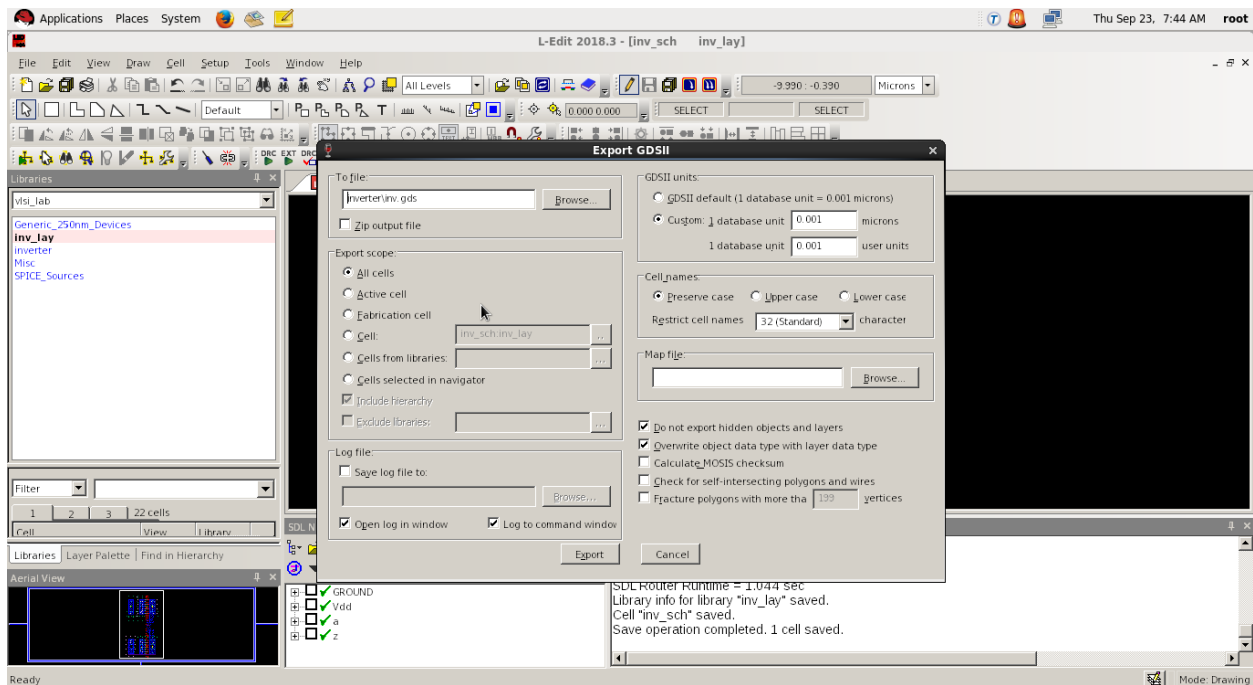 Applications Places System Thu Sep 23, 7:44 AM root
L-Edit 2018.3 - [inv_sch inv_lay]
File Edit View Draw Cell Setup Tools Window Help
All Levels -9.990 : -0.390 Microns
Default 0.000 0.000 SELECT SELECT
DRC EXT DRC
Libraries
vlsi_lab
Generic_250nm_Devices
inv_lay
inverter
Misc
SPICE_Sources
Filter
1 2 3 22 cells
Cell View Library
Libraries Layer Palette Find in Hierarchy
Aerial View
Export GDSII
To file:
inverter\inv.gds Browse...
Zip output file
Export scope:
All cells
Active cell
Fabrication cell
Cell: inv_sch:inv_lay ...
Cells from libraries: ...
Cells selected in navigator
Include hierarchy
Exclude libraries: ...
Log file:
Save log file to:
Browse...
Open log in window Log to command window
GDSII units:
GDSII default (1 database unit = 0.001 microns)
Custom: 1 database unit 0.001 microns
1 database unit 0.001 user units
Cell names:
Preserve case Upper case Lower case
Restrict cell names 32 (Standard) character
Map file:
Browse...
Do not export hidden objects and layers
Overwrite object data type with layer data type
Calculate MOSIS checksum
Check for self-intersecting polygons and wires
Fracture polygons with more tha 199 vertices
Export Cancel
SDL N
GROUND
Vdd
a
z
SDL Router Runtime = 1.044 sec
Library info for library "inv_lay" saved.
Cell "inv_sch" saved.
Save operation completed. 1 cell saved.
Ready Mode: Drawing